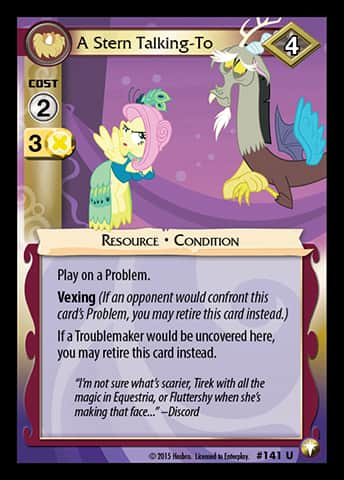 A Stern Talking-To
4
COST
2
3
RESOURCE • CONDITION
Play on a Problem.
Vexing (If an opponent would confront this
card's Problem, you may retire this card instead.)
If a Troublemaker would be uncovered here,
you may retire this card instead.
"I'm not sure what's scarier, Tirek with all the
magic in Equestria, or Fluttershy when she's
making that face..." –Discord
© 2015 Hasbro. Licensed to Enterplay. #141 U